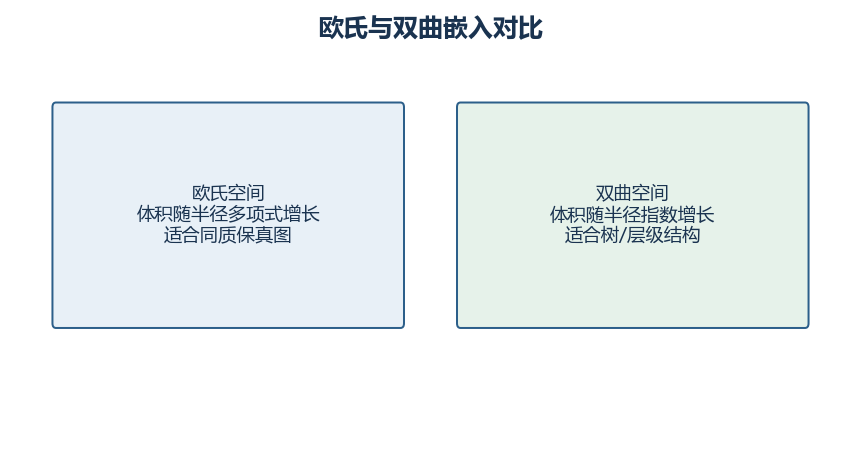 欧氏与双曲嵌入对比
欧氏空间
体积随半径多项式增长
适合同质保真图
双曲空间
体积随半径指数增长
适合树/层级结构